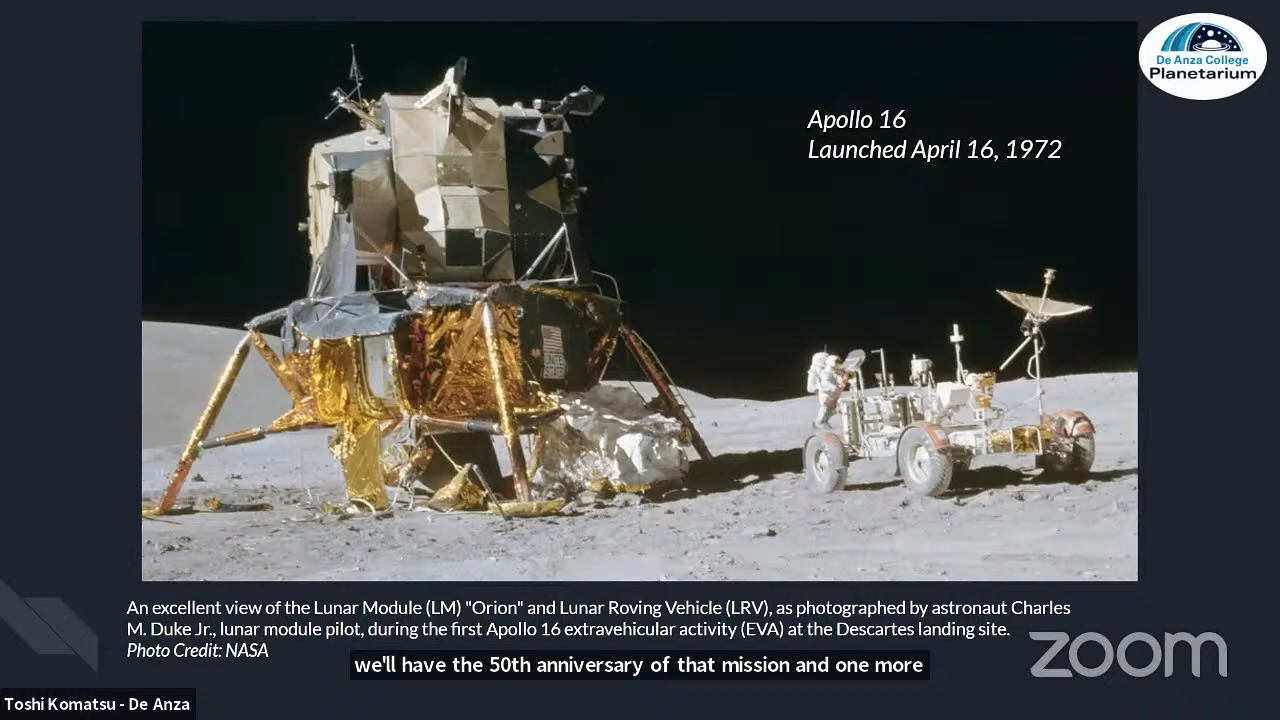 De Anza College
Planetarium
Apollo 16
Launched April 16, 1972
An excellent view of the Lunar Module (LM) "Orion" and Lunar Roving Vehicle (LRV), as photographed by astronaut Charles
M. Duke Jr., lunar module pilot, during the first Apollo 16 extravehicular activity (EVA) at the Descartes landing site.
Photo Credit: NASA
zoom
we'll have the 50th anniversary of that mission and one more
Toshi Komatsu - De Anza